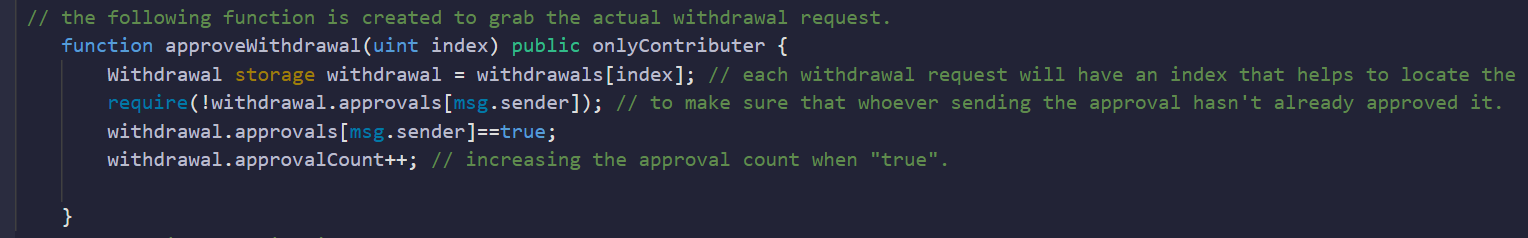 // the following function is created to grab the actual withdrawal request.
function approveWithdrawal(uint index) public onlyContributer {
Withdrawal storage withdrawal = withdrawals[index]; // each withdrawal request will have an index that helps to locate the
require(!withdrawal.approvals[msg.sender]); // to make sure that whoever sending the approval hasn't already approved it.
withdrawal.approvals[msg.sender]==true;
withdrawal.approvalCount++; // increasing the approval count when "true".
}